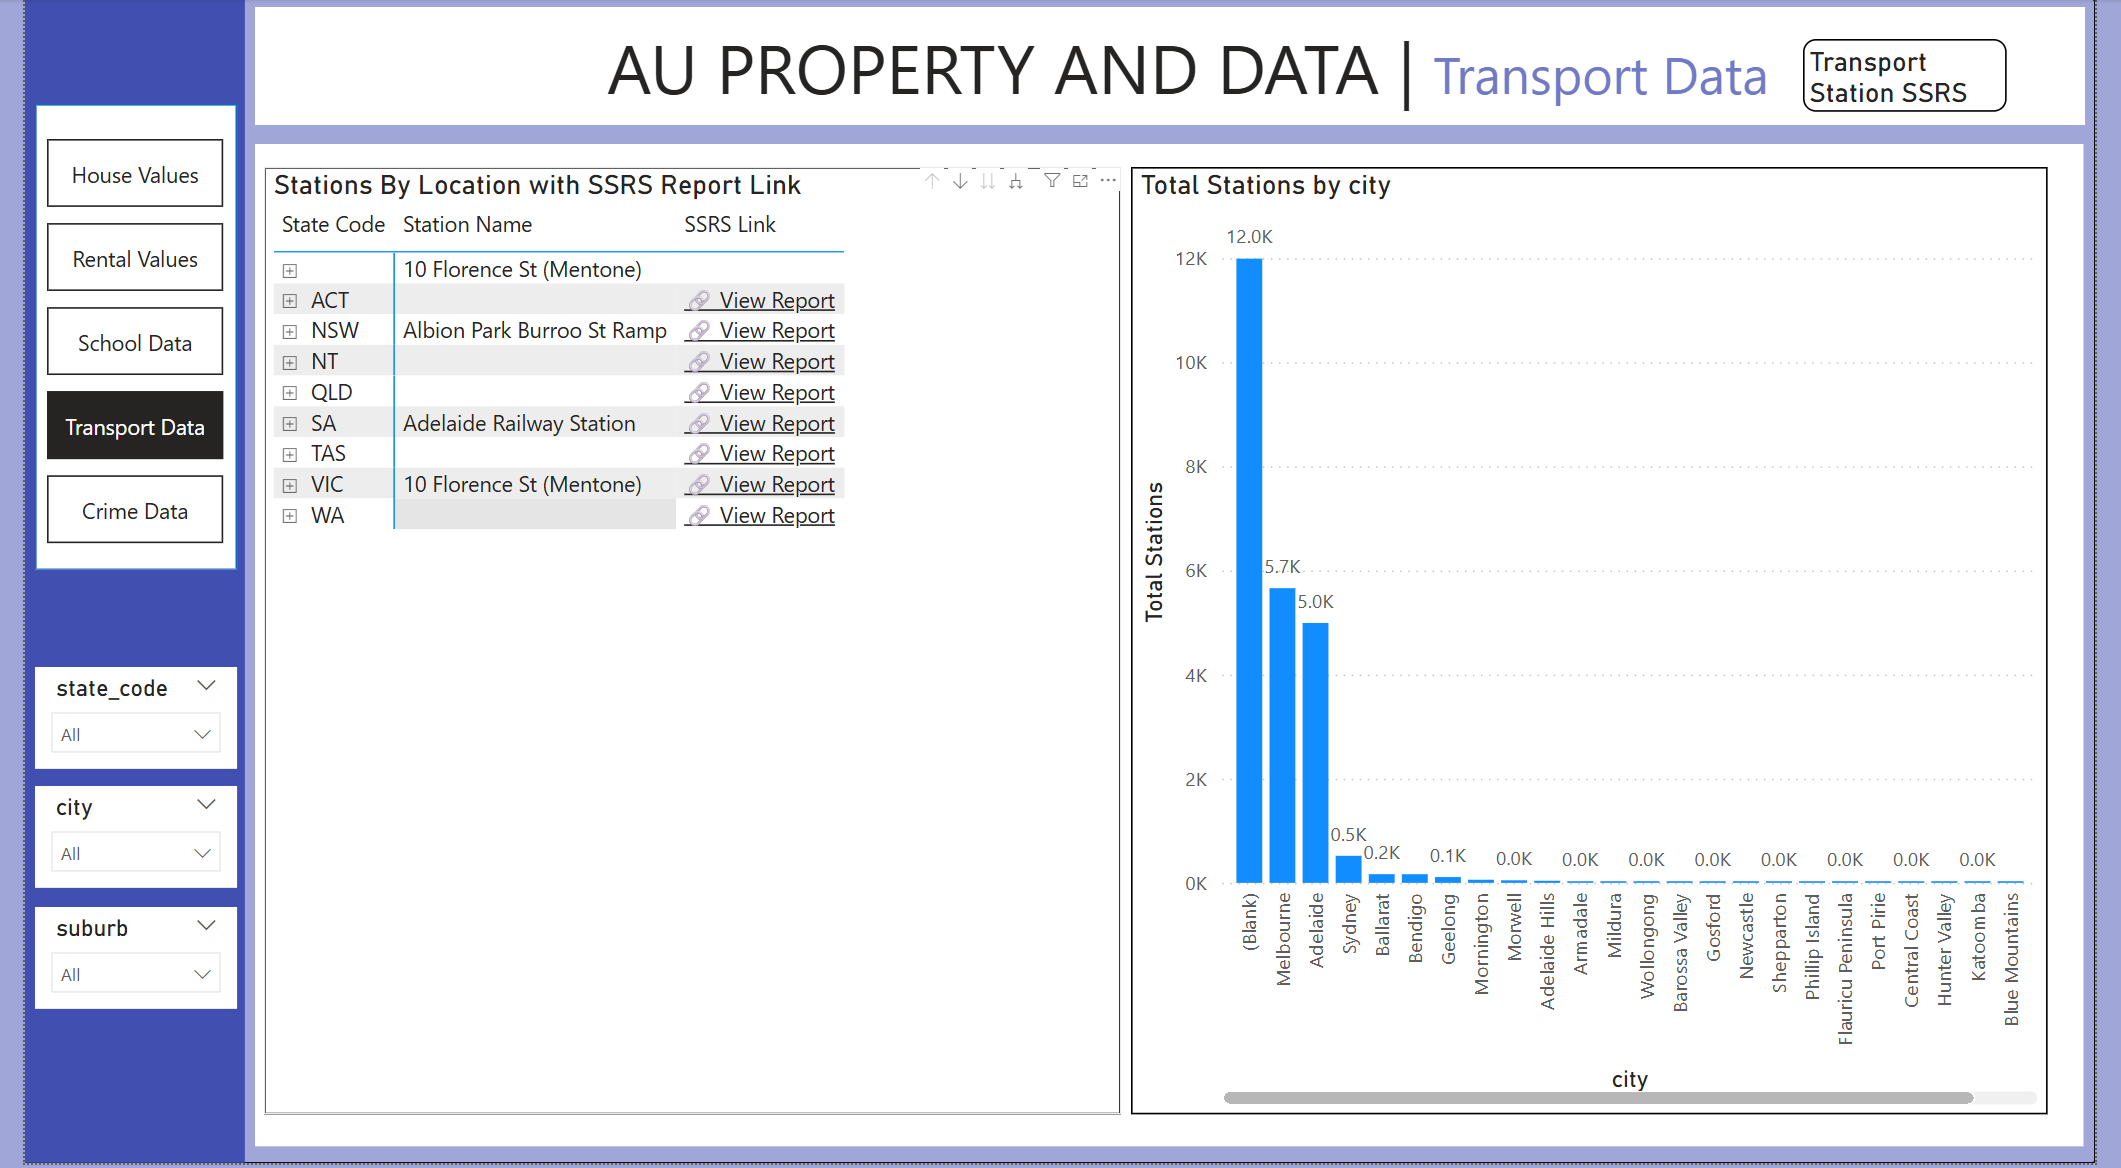 AU PROPERTY AND DATA | Transport Data
Transport
Station SSRS
House Values
Rental Values
School Data
Transport Data
Crime Data
state_code
All
city
All
suburb
All
Stations By Location with SSRS Report Link
State Code Station Name SSRS Link
10 Florence St (Mentone)
ACT View Report
NSW Albion Park Burroo St Ramp View Report
NT View Report
QLD View Report
SA Adelaide Railway Station View Report
TAS View Report
VIC 10 Florence St (Mentone) View Report
WA View Report
Total Stations by city
Total Stations
12K
10K
8K
6K
4K
2K
0K
12.0K
5.7K
5.0K
0.5K
0.2K
0.1K
0.0K
0.0K
0.0K
0.0K
0.0K
0.0K
0.0K
0.0K
(Blank)
Melbourne
Adelaide
Sydney
Ballarat
Bendigo
Geelong
Mornington
Morwell
Adelaide Hills
Armadale
Mildura
Wollongong
Barossa Valley
Gosford
Newcastle
Shepparton
Phillip Island
Flauricu Peninsula
Port Pirie
Central Coast
Hunter Valley
Katoomba
Blue Mountains
city